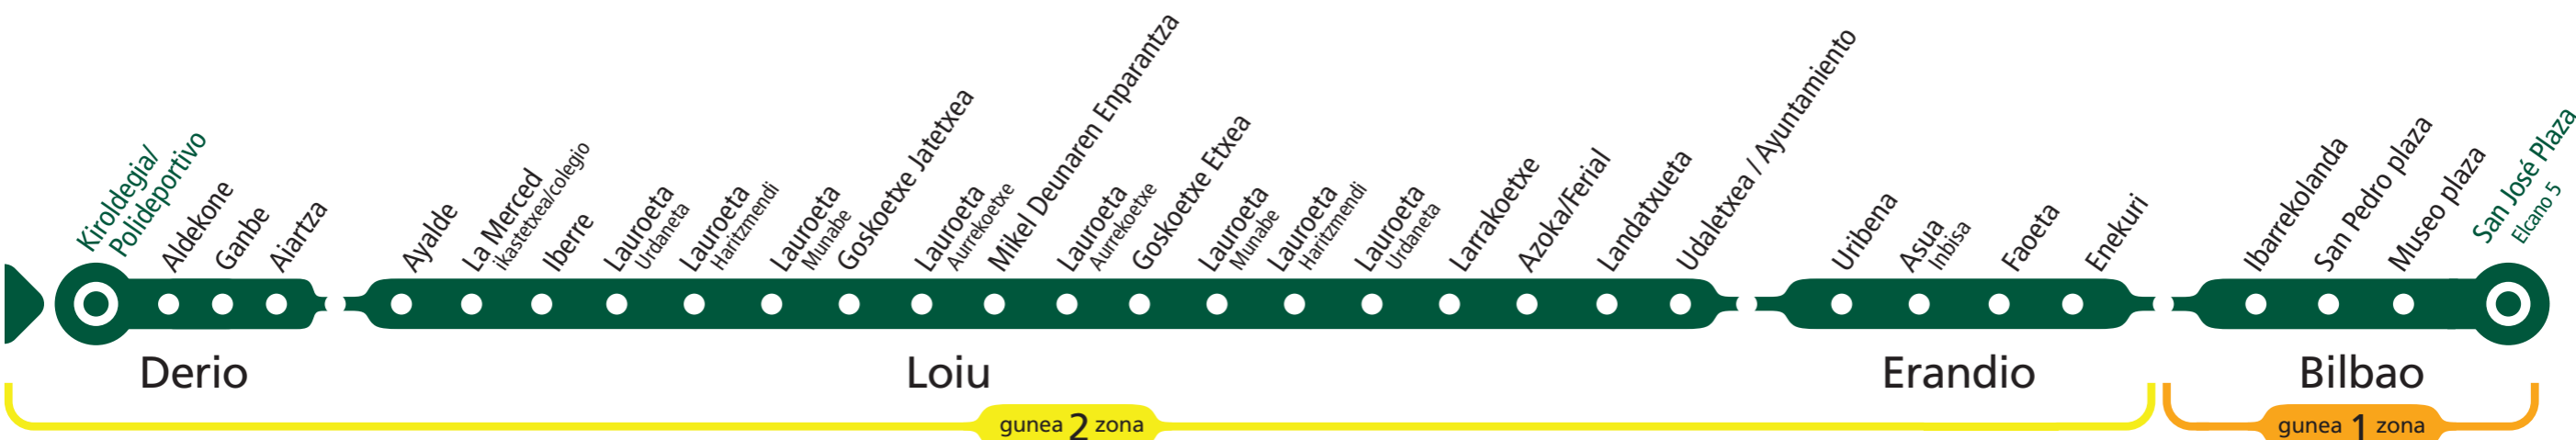 Kiroldegia/
Polideportivo
Aldekone
Ganbe
Aiartza
Ayalde
La Merced
ikastetxea/colegio
Iberre
Lauroeta
Urdaneta
Lauroeta
Haritzmendi
Lauroeta
Munabe
Goskoetxe Jatetxea
Lauroeta
Aurrekoetxe
Mikel Deunaren Enparantza
Lauroeta
Aurrekoetxe
Goskoetxe Etxea
Lauroeta
Munabe
Lauroeta
Haritzmendi
Lauroeta
Urdaneta
Larrakoetxe
Azoka/Ferial
Landatxueta
Udaletxea / Ayuntamiento
Uribena
Asua
Inbisa
Faoeta
Enekuri
Ibarrekolanda
San Pedro plaza
Museo plaza
San José Plaza
Elcano 5
Derio
Loiu
Erandio
Bilbao
gunea 2 zona
gunea 1 zona